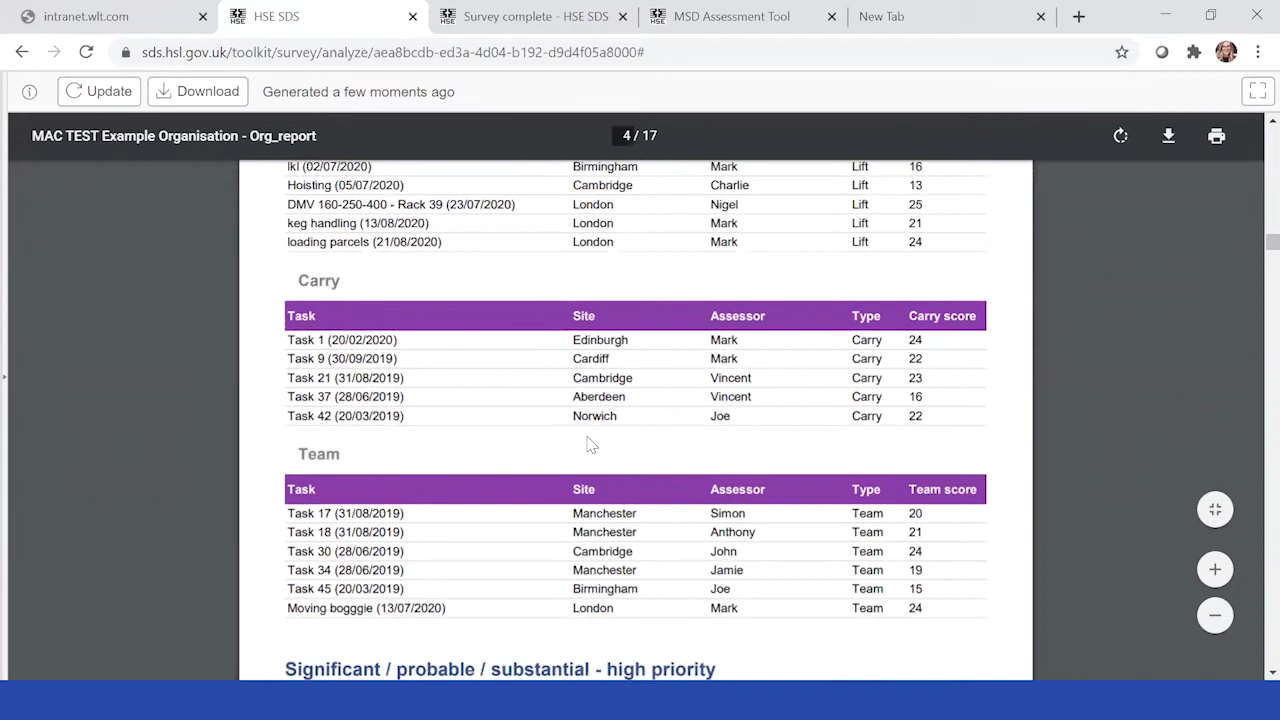 intranet.wlt.com
HSE SDS
Survey complete - HSE SDS
MSD Assessment Tool
New Tab
sds.hsl.gov.uk/toolkit/survey/analyze/aea8bcdb-ed3a-4d04-b192-d9d4f05a8000#
Update Download Generated a few moments ago
MAC TEST Example Organisation - Org_report 4 / 17
lkl (02/07/2020) Birmingham Mark Lift 16
Hoisting (05/07/2020) Cambridge Charlie Lift 13
DMV 160-250-400 - Rack 39 (23/07/2020) London Nigel Lift 25
keg handling (13/08/2020) London Mark Lift 21
loading parcels (21/08/2020) London Mark Lift 24
Carry
Task Site Assessor Type Carry score
Task 1 (20/02/2020) Edinburgh Mark Carry 24
Task 9 (30/09/2019) Cardiff Mark Carry 22
Task 21 (31/08/2019) Cambridge Vincent Carry 23
Task 37 (28/06/2019) Aberdeen Vincent Carry 16
Task 42 (20/03/2019) Norwich Joe Carry 22
Team
Task Site Assessor Type Team score
Task 17 (31/08/2019) Manchester Simon Team 20
Task 18 (31/08/2019) Manchester Anthony Team 21
Task 30 (28/06/2019) Cambridge John Team 24
Task 34 (28/06/2019) Manchester Jamie Team 19
Task 45 (20/03/2019) Birmingham Joe Team 15
Moving bogggie (13/07/2020) London Mark Team 24
Significant / probable / substantial - high priority